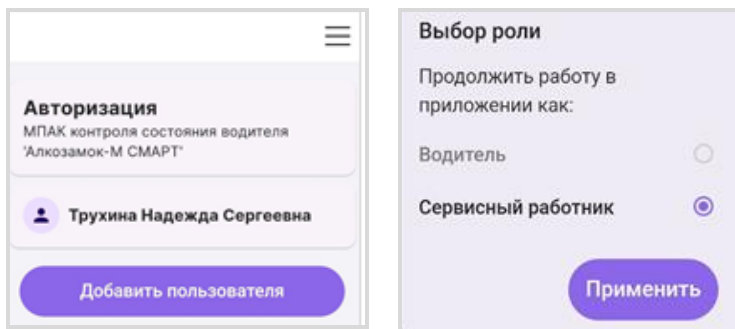 Авторизация
МПАК контроля состояния водителя
'Алкозамок-М СМАРТ'
Трухина Надежда Сергеевна
Добавить пользователя
Выбор роли
Продолжить работу в
приложении как:
Водитель
Сервисный работник
Применить